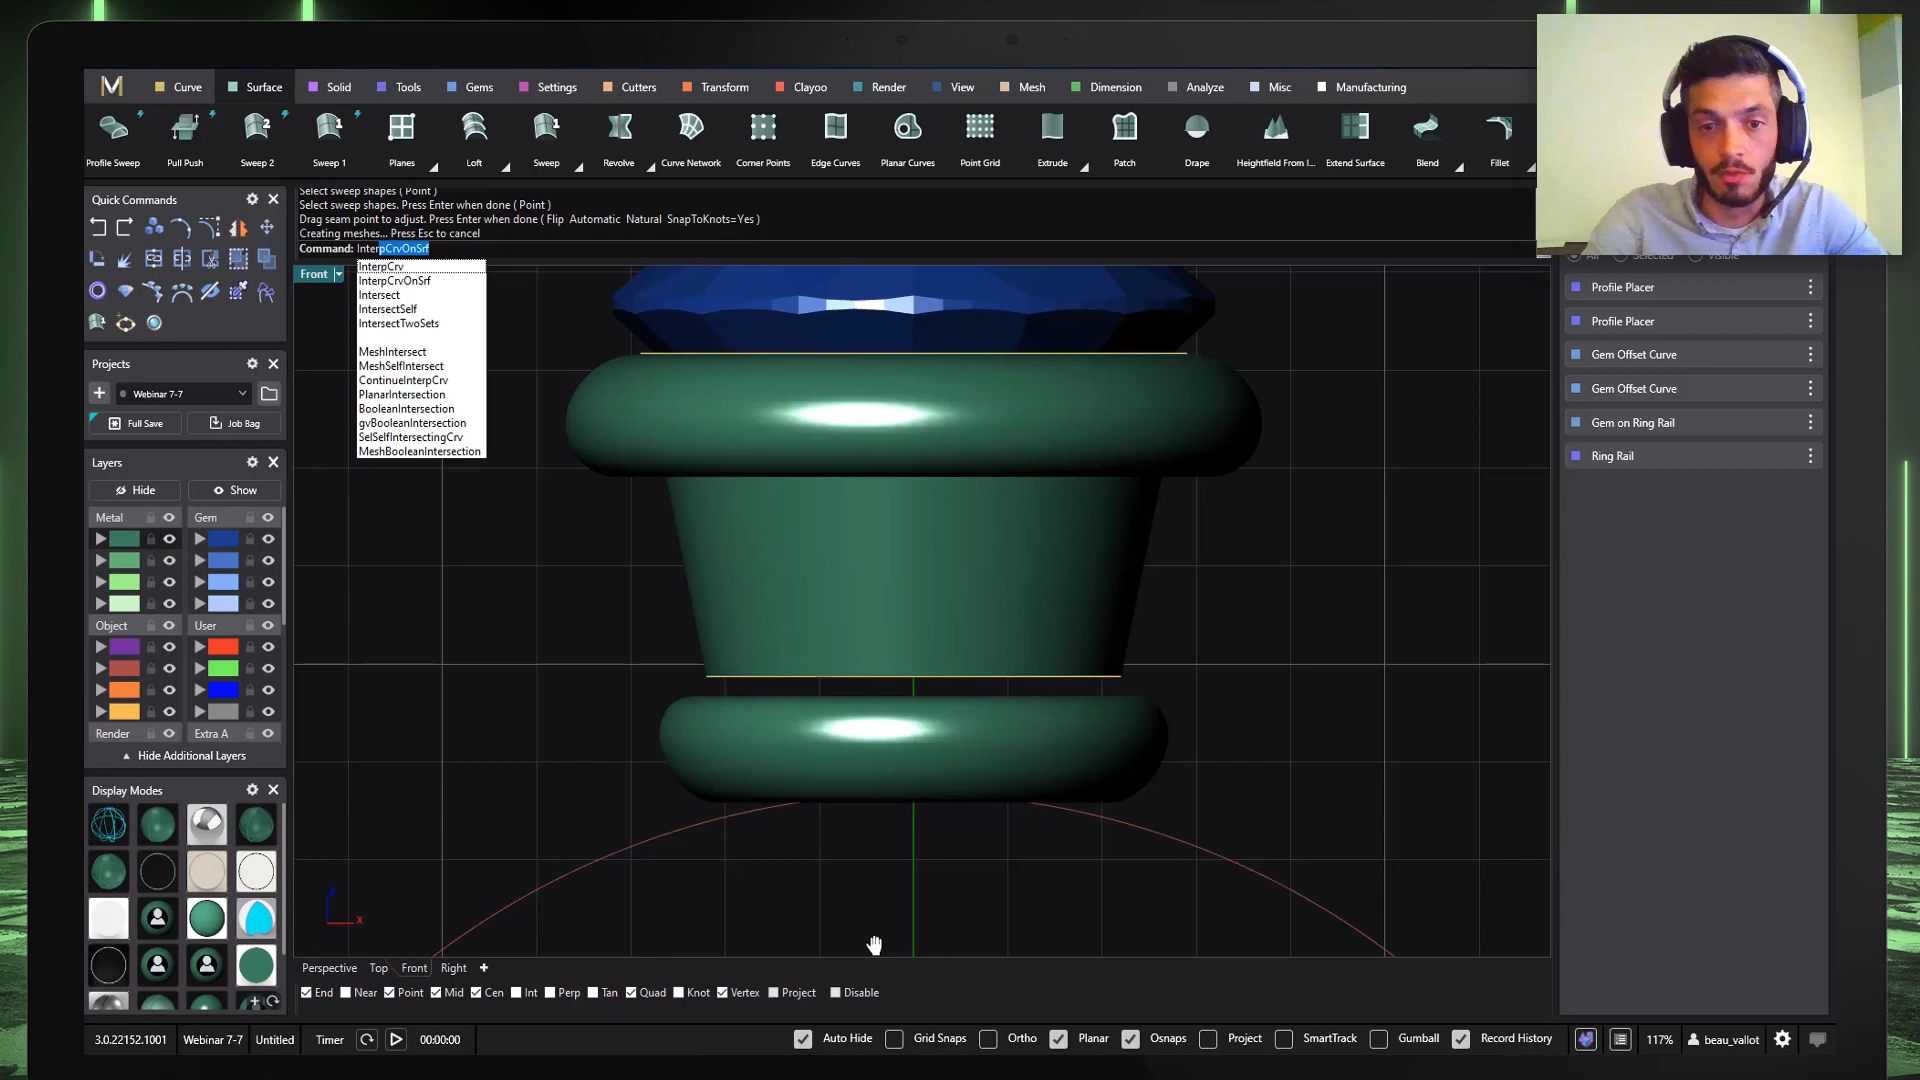 Curve Surface Solid Tools Gems Settings Cutters Transform Clayoo Render View Mesh Dimension Analyze Misc Manufacturing
Profile Sweep Pull Push Sweep 2 Sweep 1 Planes Loft Sweep Revolve Curve Network Corner Points Edge Curves Planar Curves Point Grid Extrude Patch Drape Heightfield From I... Extend Surface Blend Fillet
Quick Commands
Select sweep shapes ( Point )
Select sweep shapes. Press Enter when done ( Point )
Drag seam point to adjust. Press Enter when done ( Flip Automatic Natural SnapToKnots=Yes )
Creating meshes... Press Esc to cancel
Command: InterpCrvOnSrf
InterpCrv
InterpCrvOnSrf
Intersect
IntersectSelf
IntersectTwoSets
MeshIntersect
MeshSelfIntersect
ContinueInterpCrv
PlanarIntersection
BooleanIntersection
gvBooleanIntersection
SelSelfIntersectingCrv
MeshBooleanIntersection
Front
All Selected Visible
Profile Placer
Profile Placer
Gem Offset Curve
Gem Offset Curve
Gem on Ring Rail
Ring Rail
Projects
Webinar 7-7
Full Save Job Bag
Layers
Hide Show
Metal Gem
Object User
Render Extra A
Hide Additional Layers
Display Modes
z
x
Perspective Top Front Right
End Near Point Mid Cen Int Perp Tan Quad Knot Vertex Project Disable
3.0.22152.1001 Webinar 7-7 Untitled Timer 00:00:00 Auto Hide Grid Snaps Ortho Planar Osnaps Project SmartTrack Gumball Record History 117% beau_vallot